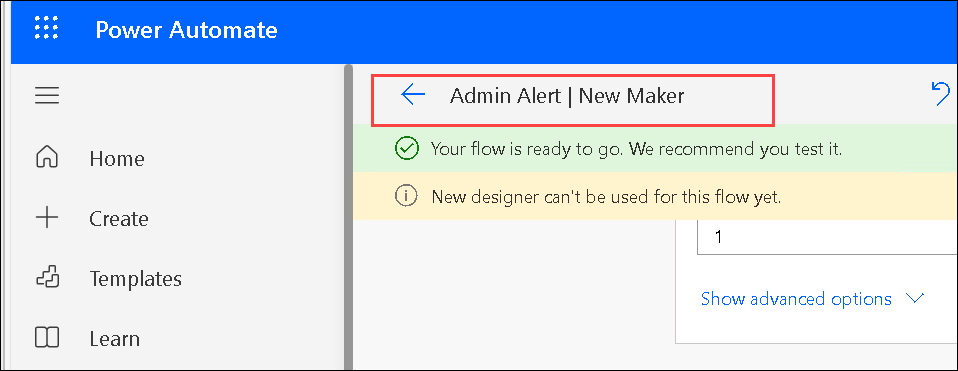 Power Automate
Admin Alert | New Maker
Your flow is ready to go. We recommend you test it.
New designer can't be used for this flow yet.
1
Show advanced options
Home
Create
Templates
Learn